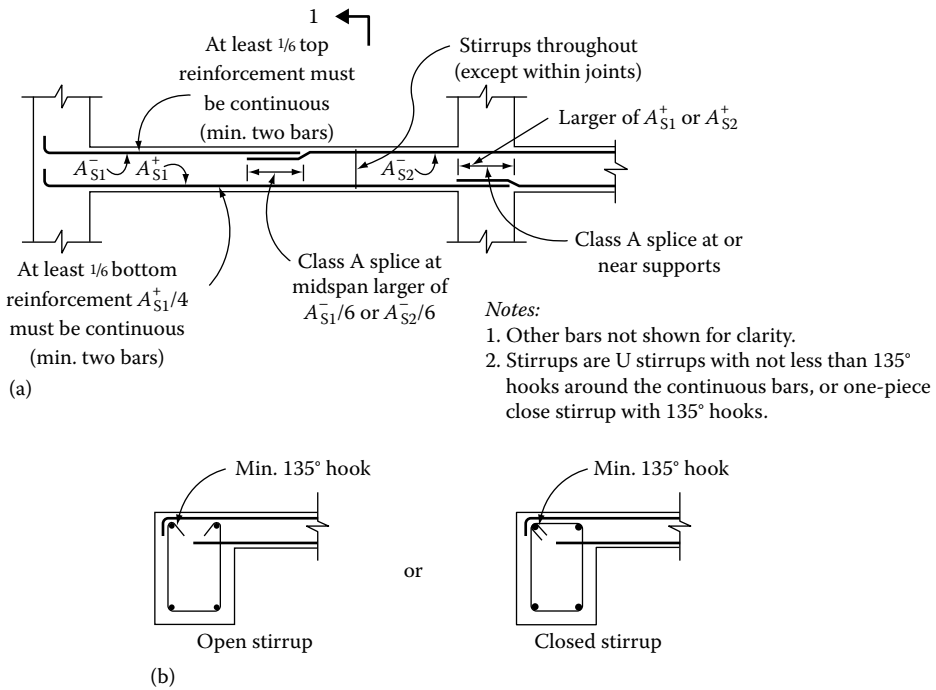 1
At least 1/6 top
reinforcement must
be continuous
(min. two bars)
Stirrups throughout
(except within joints)
Larger of A⁺S1 or A⁺S2
A⁻S1
A⁺S1
A⁻S2
At least 1/6 bottom
reinforcement A⁺S1/4
must be continuous
(min. two bars)
Class A splice at
midspan larger of
A⁻S1/6 or A⁻S2/6
Class A splice at or
near supports
Notes:
1. Other bars not shown for clarity.
2. Stirrups are U stirrups with not less than 135°
hooks around the continuous bars, or one-piece
close stirrup with 135° hooks.
(a)
Min. 135° hook
Min. 135° hook
or
Open stirrup
Closed stirrup
(b)